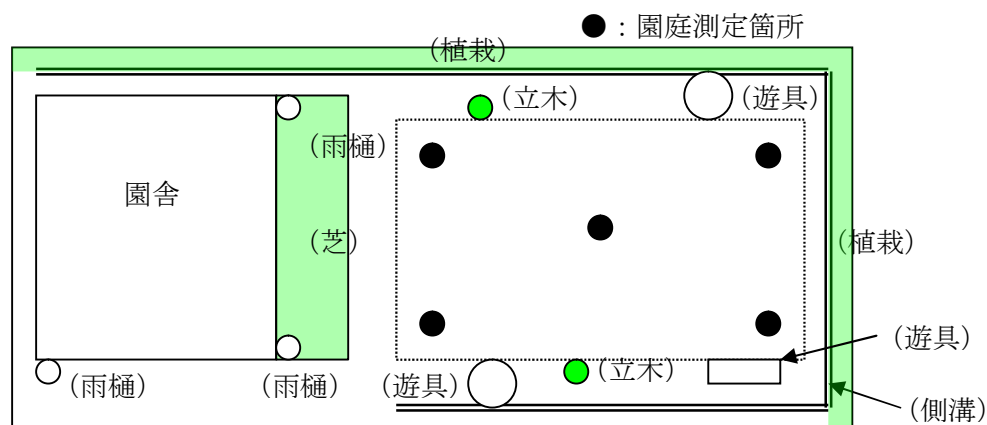 ●：園庭測定箇所
（植栽）
（立木）
（遊具）
（雨樋）
園舎
（芝）
（植栽）
（遊具）
（雨樋）
（雨樋）
（遊具）
（立木）
（側溝）